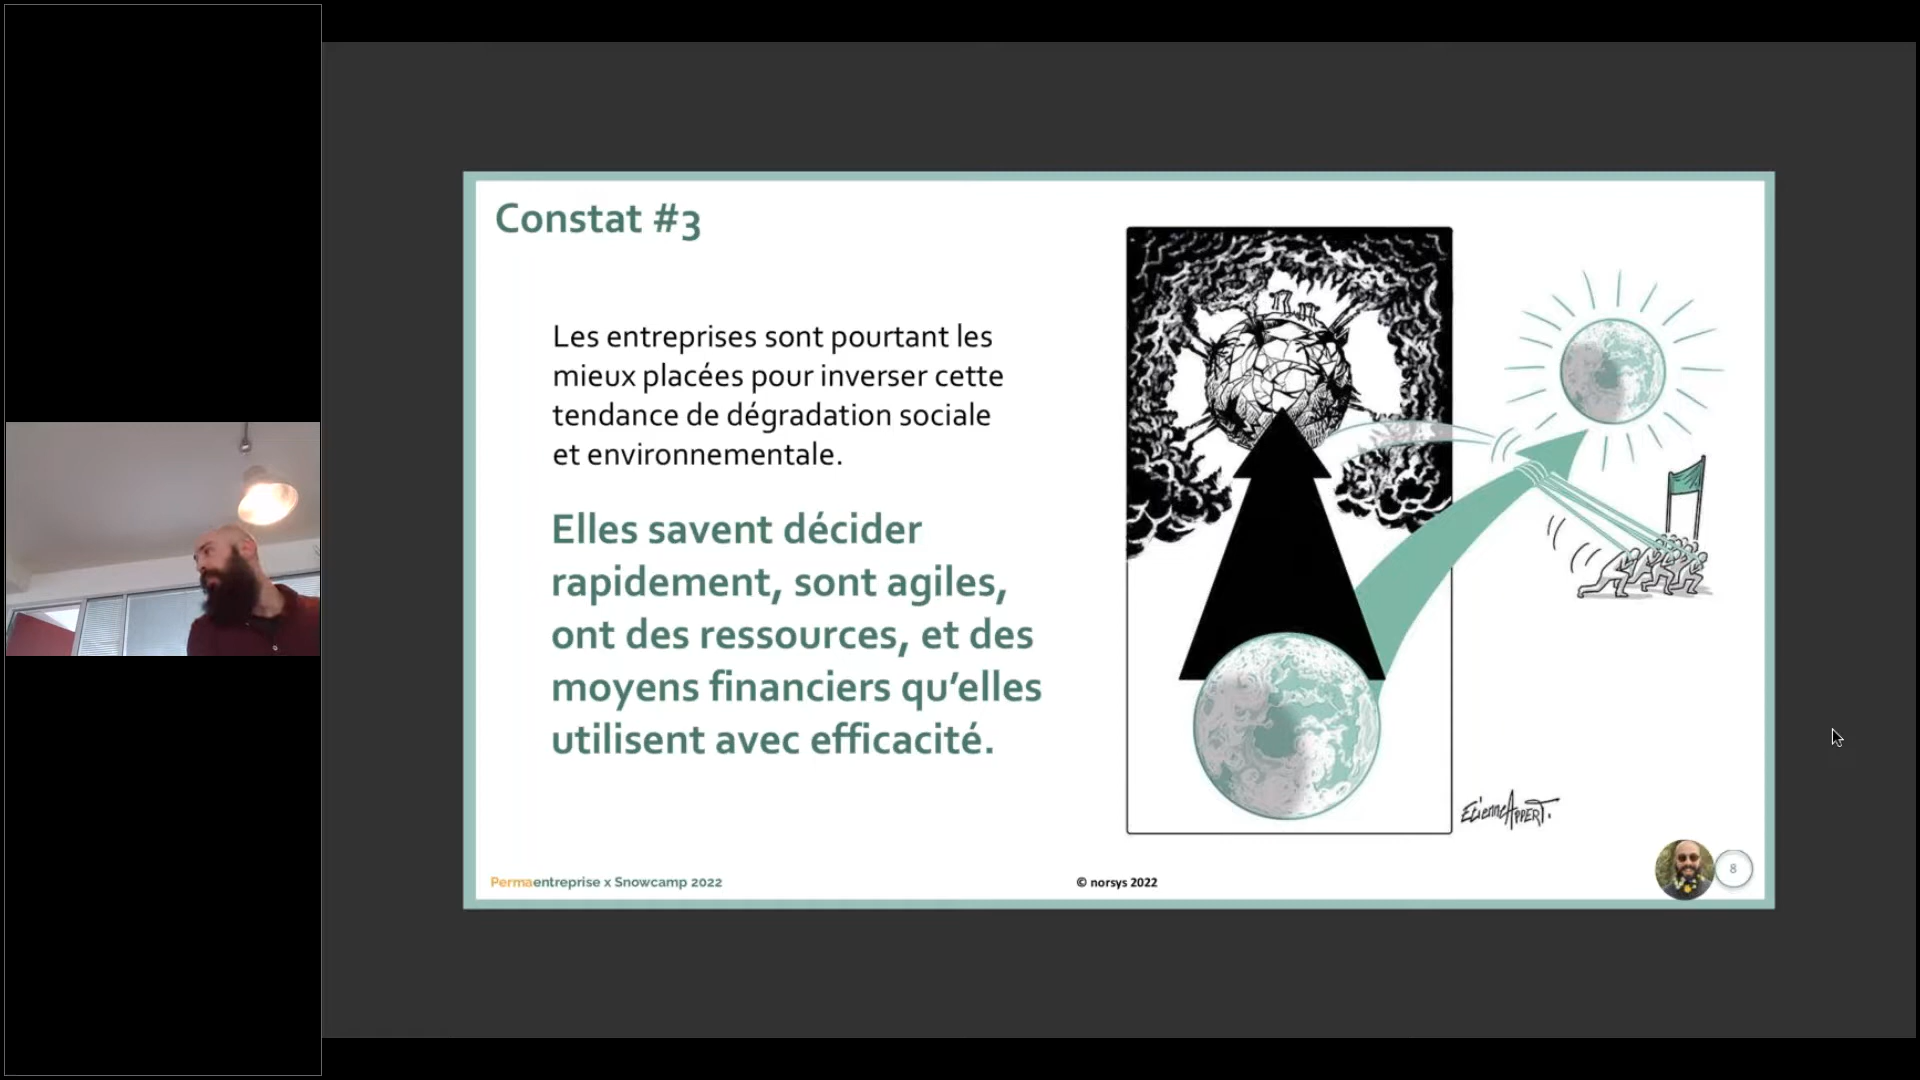 Constat #3
Les entreprises sont pourtant les
mieux placées pour inverser cette
tendance de dégradation sociale
et environnementale.
Elles savent décider
rapidement, sont agiles,
ont des ressources, et des
moyens financiers qu’elles
utilisent avec efficacité.
EtienneAPPERT.
Permaentreprise x Snowcamp 2022
© norsys 2022
8